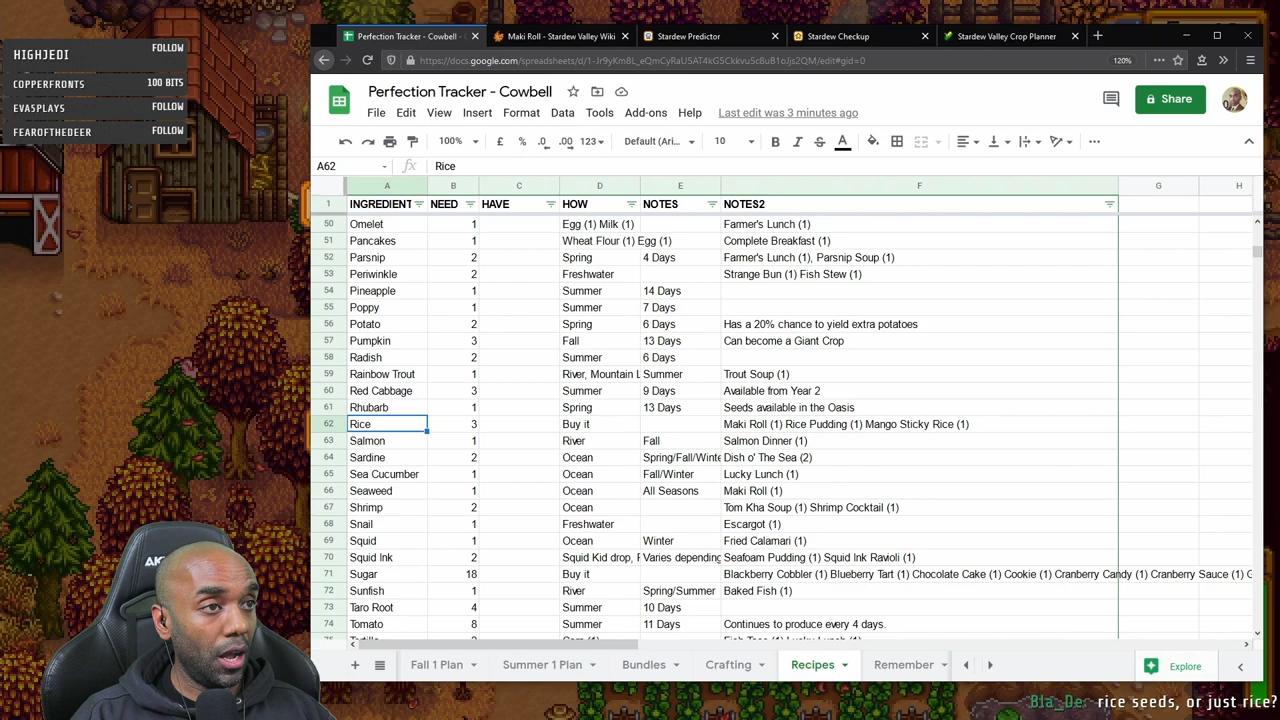 HIGHJEDI FOLLOW
COPPERFRONTS 100 BITS
EVASPLAYS FOLLOW
FEAROFTHEDEER FOLLOW
Perfection Tracker - Cowbell - Maki Roll - Stardew Valley Wiki Stardew Predictor Stardew Checkup Stardew Valley Crop Planner
120%
Perfection Tracker - Cowbell
Share
File Edit View Insert Format Data Tools Add-ons Help Last edit was 3 minutes ago
100% £ % .0 .00 123 Default (Ari... 10 B I S A
A62 fx Rice
A B C D E F G H
1 INGREDIENT NEED HAVE HOW NOTES NOTES2
50 Omelet 1 Egg (1) Milk (1) Farmer's Lunch (1)
51 Pancakes 1 Wheat Flour (1) Egg (1) Complete Breakfast (1)
52 Parsnip 2 Spring 4 Days Farmer's Lunch (1), Parsnip Soup (1)
53 Periwinkle 2 Freshwater Strange Bun (1) Fish Stew (1)
54 Pineapple 1 Summer 14 Days
55 Poppy 1 Summer 7 Days
56 Potato 2 Spring 6 Days Has a 20% chance to yield extra potatoes
57 Pumpkin 3 Fall 13 Days Can become a Giant Crop
58 Radish 2 Summer 6 Days
59 Rainbow Trout 1 River, Mountain L Summer Trout Soup (1)
60 Red Cabbage 3 Summer 9 Days Available from Year 2
61 Rhubarb 1 Spring 13 Days Seeds available in the Oasis
62 Rice 3 Buy it Maki Roll (1) Rice Pudding (1) Mango Sticky Rice (1)
63 Salmon 1 River Fall Salmon Dinner (1)
64 Sardine 2 Ocean Spring/Fall/Winte Dish o' The Sea (2)
65 Sea Cucumber 1 Ocean Fall/Winter Lucky Lunch (1)
66 Seaweed 1 Ocean All Seasons Maki Roll (1)
67 Shrimp 2 Ocean Tom Kha Soup (1) Shrimp Cocktail (1)
68 Snail 1 Freshwater Escargot (1)
69 Squid 1 Ocean Winter Fried Calamari (1)
70 Squid Ink 2 Squid Kid drop, F Varies depending Seafoam Pudding (1) Squid Ink Ravioli (1)
71 Sugar 18 Buy it Blackberry Cobbler (1) Blueberry Tart (1) Chocolate Cake (1) Cookie (1) Cranberry Candy (1) Cranberry Sauce (1) G
72 Sunfish 1 River Spring/Summer Baked Fish (1)
73 Taro Root 4 Summer 10 Days
74 Tomato 8 Summer 11 Days Continues to produce every 4 days.
Fall 1 Plan Summer 1 Plan Bundles Crafting Recipes Remember Explore
rice seeds, or just rice?